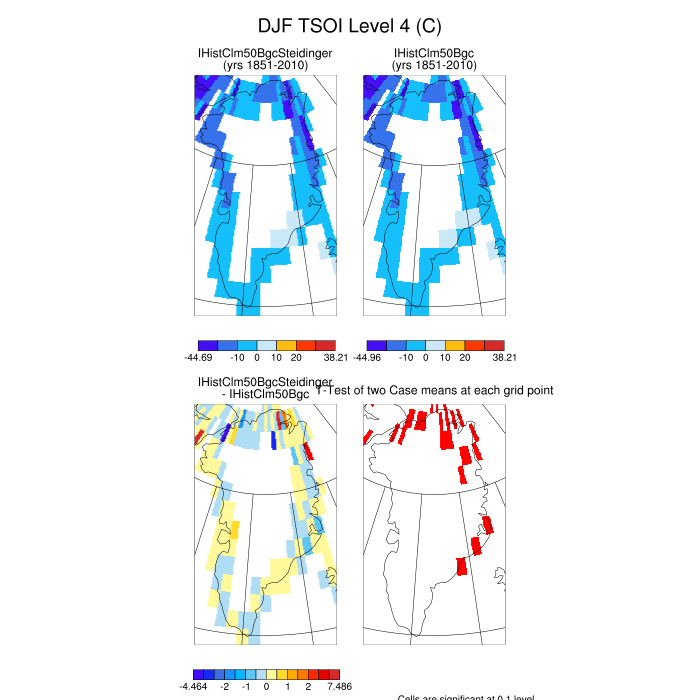 DJF TSOI Level 4 (C)
IHistClm50BgcSteidinger
(yrs 1851-2010)
IHistClm50Bgc
(yrs 1851-2010)
-44.69 -10 0 10 20 38.21
-44.96 -10 0 10 20 38.21
IHistClm50BgcSteidinger
- IHistClm50Bgc
T-Test of two Case means at each grid point
-4.464 -2 -1 0 1 2 7.486
Cells are significant at 0.1 level